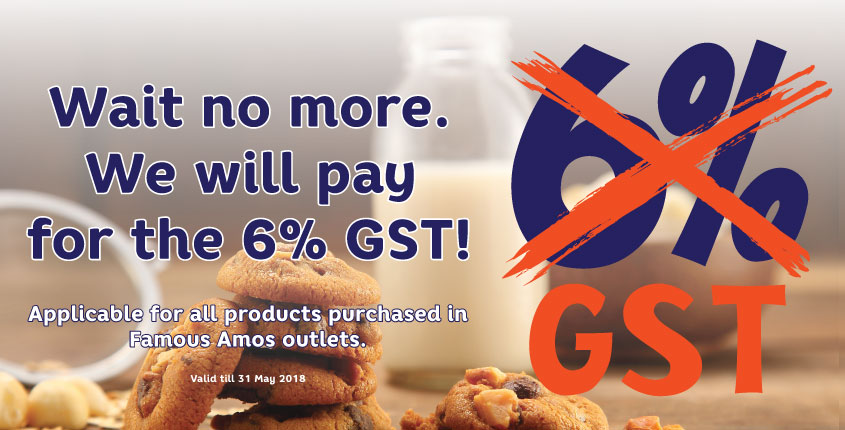 Wait no more.
We will pay
for the 6% GST!
Applicable for all products purchased in
Famous Amos outlets.
Valid till 31 May 2018
6%
GST